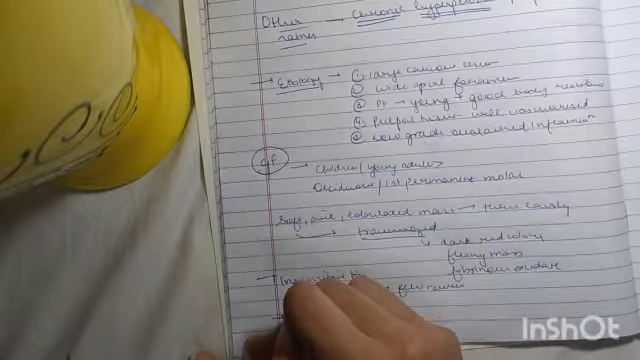 Other → Chronic hyperplastic
names
→ Etiology → ① large carious lesion
② wide apical foramen
③ Pt → young + good body resistance
④ Pulpal tissue → well vascularised
⑤ low grade sustained inflammation
C.F → Children/young adults
Deciduous/1st permanent molar
Soft, pink, lobulated mass →
→ traumatized
↳ dark red colour
fleshy mass
fibrinous exudate
few nerves
InShOt